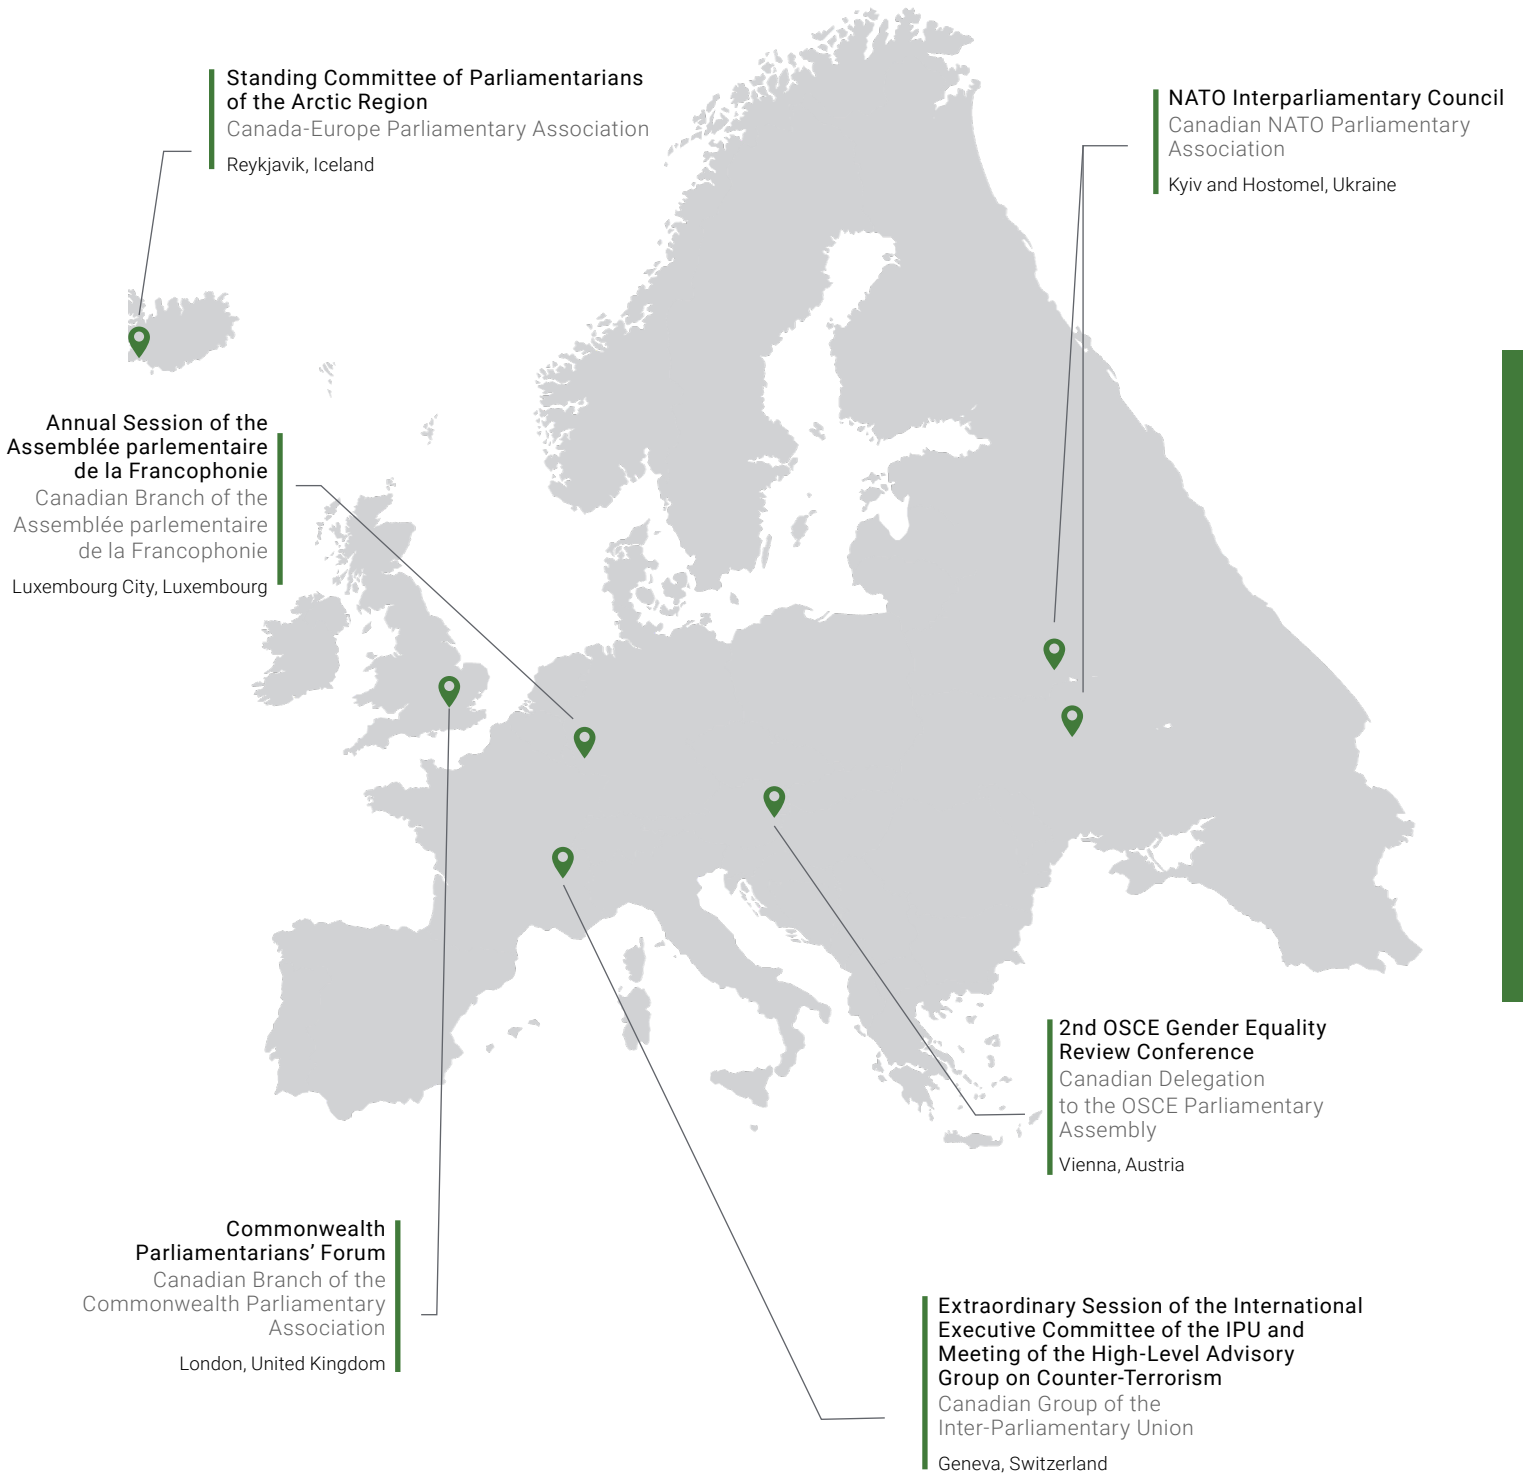 Standing Committee of Parliamentarians
of the Arctic Region
Canada-Europe Parliamentary Association
Reykjavik, Iceland
NATO Interparliamentary Council
Canadian NATO Parliamentary
Association
Kyiv and Hostomel, Ukraine
Annual Session of the
Assemblée parlementaire
de la Francophonie
Canadian Branch of the
Assemblée parlementaire
de la Francophonie
Luxembourg City, Luxembourg
2nd OSCE Gender Equality
Review Conference
Canadian Delegation
to the OSCE Parliamentary
Assembly
Vienna, Austria
Commonwealth
Parliamentarians’ Forum
Canadian Branch of the
Commonwealth Parliamentary
Association
London, United Kingdom
Extraordinary Session of the International
Executive Committee of the IPU and
Meeting of the High-Level Advisory
Group on Counter-Terrorism
Canadian Group of the
Inter-Parliamentary Union
Geneva, Switzerland